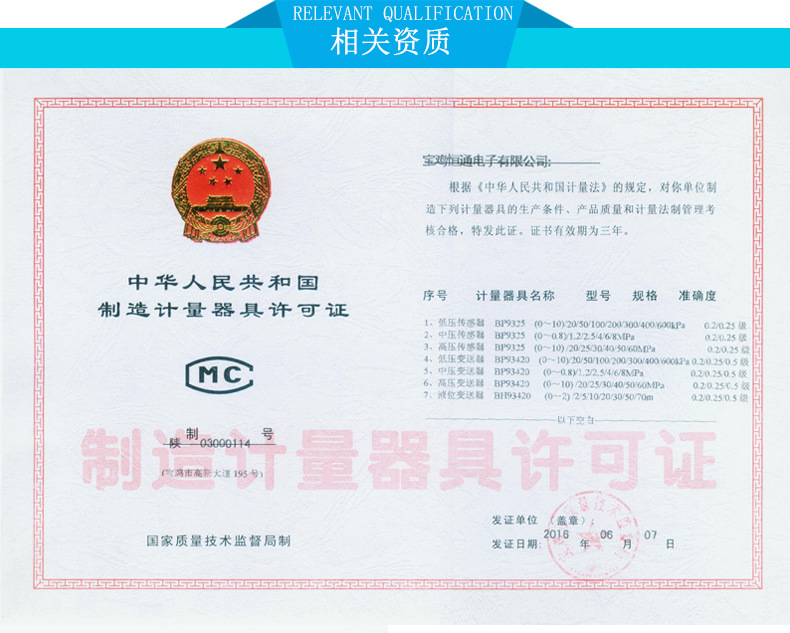 RELEVANT QUALIFICATION
相关资质
中华人民共和国
制造计量器具许可证
MC
陕 制 03000114 号
(宝鸡市高新大道 195 号)
国家质量技术监督局制
宝鸡恒通电子有限公司:
根据《中华人民共和国计量法》的规定，对你单位制
造下列计量器具的生产条件、产品质量和计量法制管理考
核合格，特发此证。证书有效期为三年。
序号 计量器具名称 型号 规格 准确度
1、低压传感器 BP9325 (0～10)/20/50/100/200/300/400/600kPa 0.2/0.25 级
2、中压传感器 BP9325 (0～0.8)/1.2/2.5/4/6/8MPa 0.2/0.25 级
3、高压传感器 BP9325 (0～10)/20/25/30/40/50/60MPa 0.2/0.25 级
4、低压变送器 BP93420 (0～10)/20/50/100/200/300/400/600kPa 0.2/0.25/0.5 级
5、中压变送器 BP93420 (0～0.8)/1.2/2.5/4/6/8MPa 0.2/0.25/0.5 级
6、高压变送器 BP93420 (0～10)/20/25/30/40/50/60MPa 0.2/0.25/0.5 级
7、液位变送器 BH93420 (0～2)/2/5/10/20/30/50/70m 0.2/0.25/0.5 级
以下空白
制造计量器具许可证
发证单位 (盖章)
发证日期: 2016 年 06 月 07 日